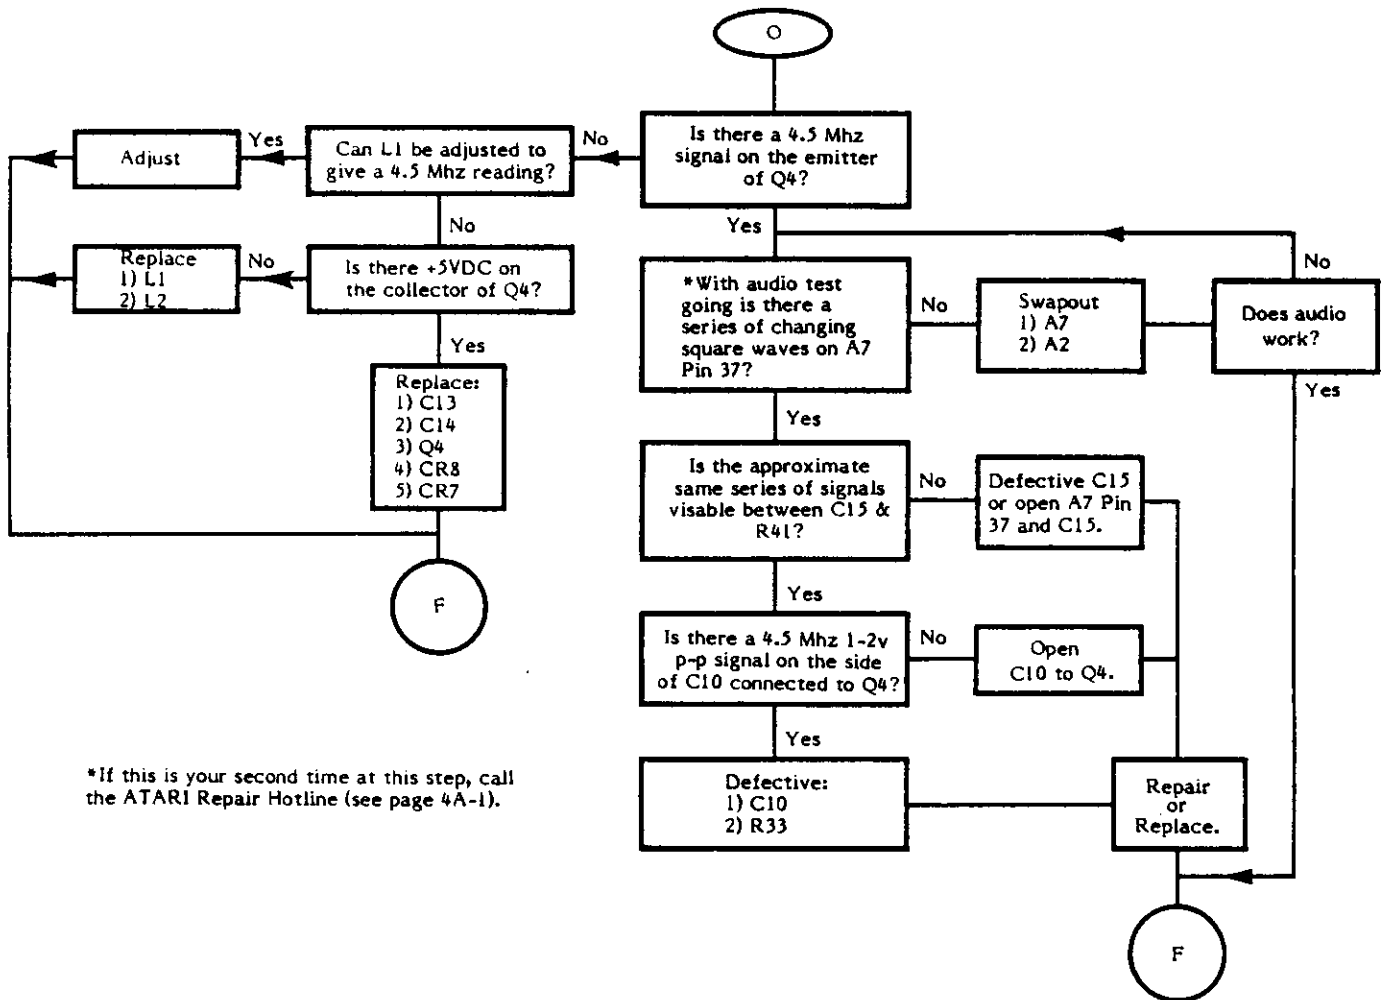 O
Is there a 4.5 Mhz
signal on the emitter
of Q4?
No
Yes
Can L1 be adjusted to
give a 4.5 Mhz reading?
Yes
No
Adjust
Is there +5VDC on
the collector of Q4?
No
Yes
Replace
1) L1
2) L2
Replace:
1) C13
2) C14
3) Q4
4) CR8
5) CR7
F
*With audio test
going is there a
series of changing
square waves on A7
Pin 37?
No
Yes
Swapout
1) A7
2) A2
Does audio
work?
No
Yes
Is the approximate
same series of signals
visable between C15 &
R41?
No
Yes
Defective C15
or open A7 Pin
37 and C15.
Is there a 4.5 Mhz 1-2v
p-p signal on the side
of C10 connected to Q4?
No
Yes
Open
C10 to Q4.
Defective:
1) C10
2) R33
Repair
or
Replace.
F
*If this is your second time at this step, call
the ATARI Repair Hotline (see page 4A-1).